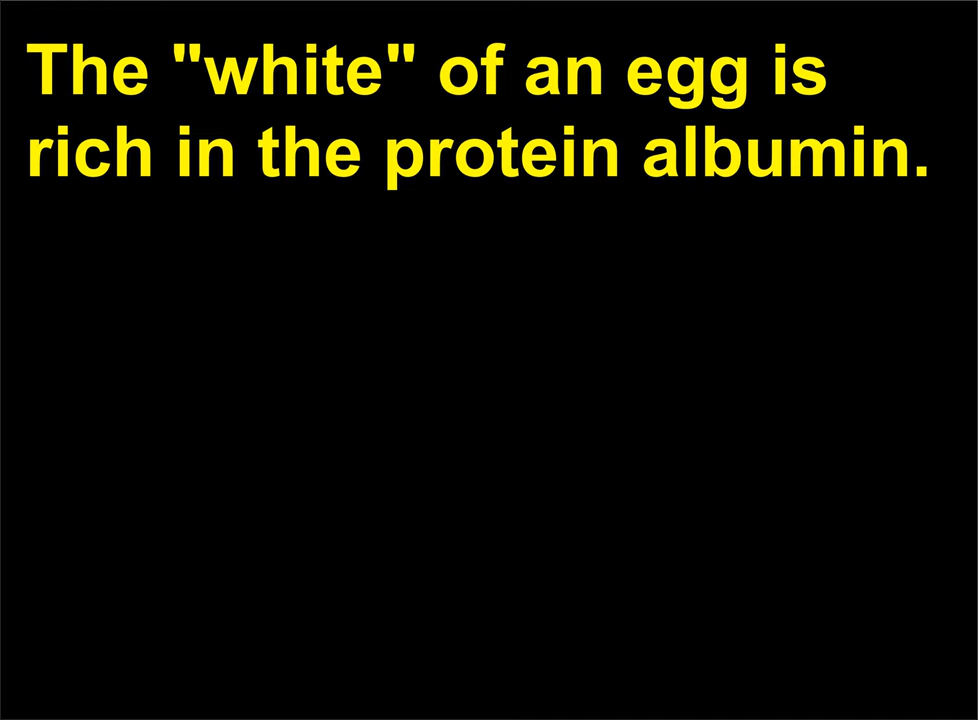 The "white" of an egg is
rich in the protein albumin.